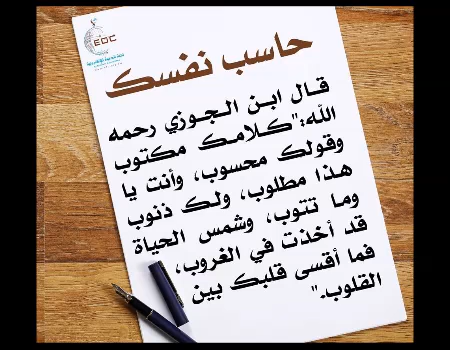 EDC
حاسب نفسك
قال ابن الجوزي رحمه
الله:"كلامك مكتوب
وقولك محسوب، وأنت يا
هذا مطلوب، ولك ذنوب
وما تتوب، وشمس الحياة
قد أخذت في الغروب،
فما أقسى قلبك بين
القلوب."